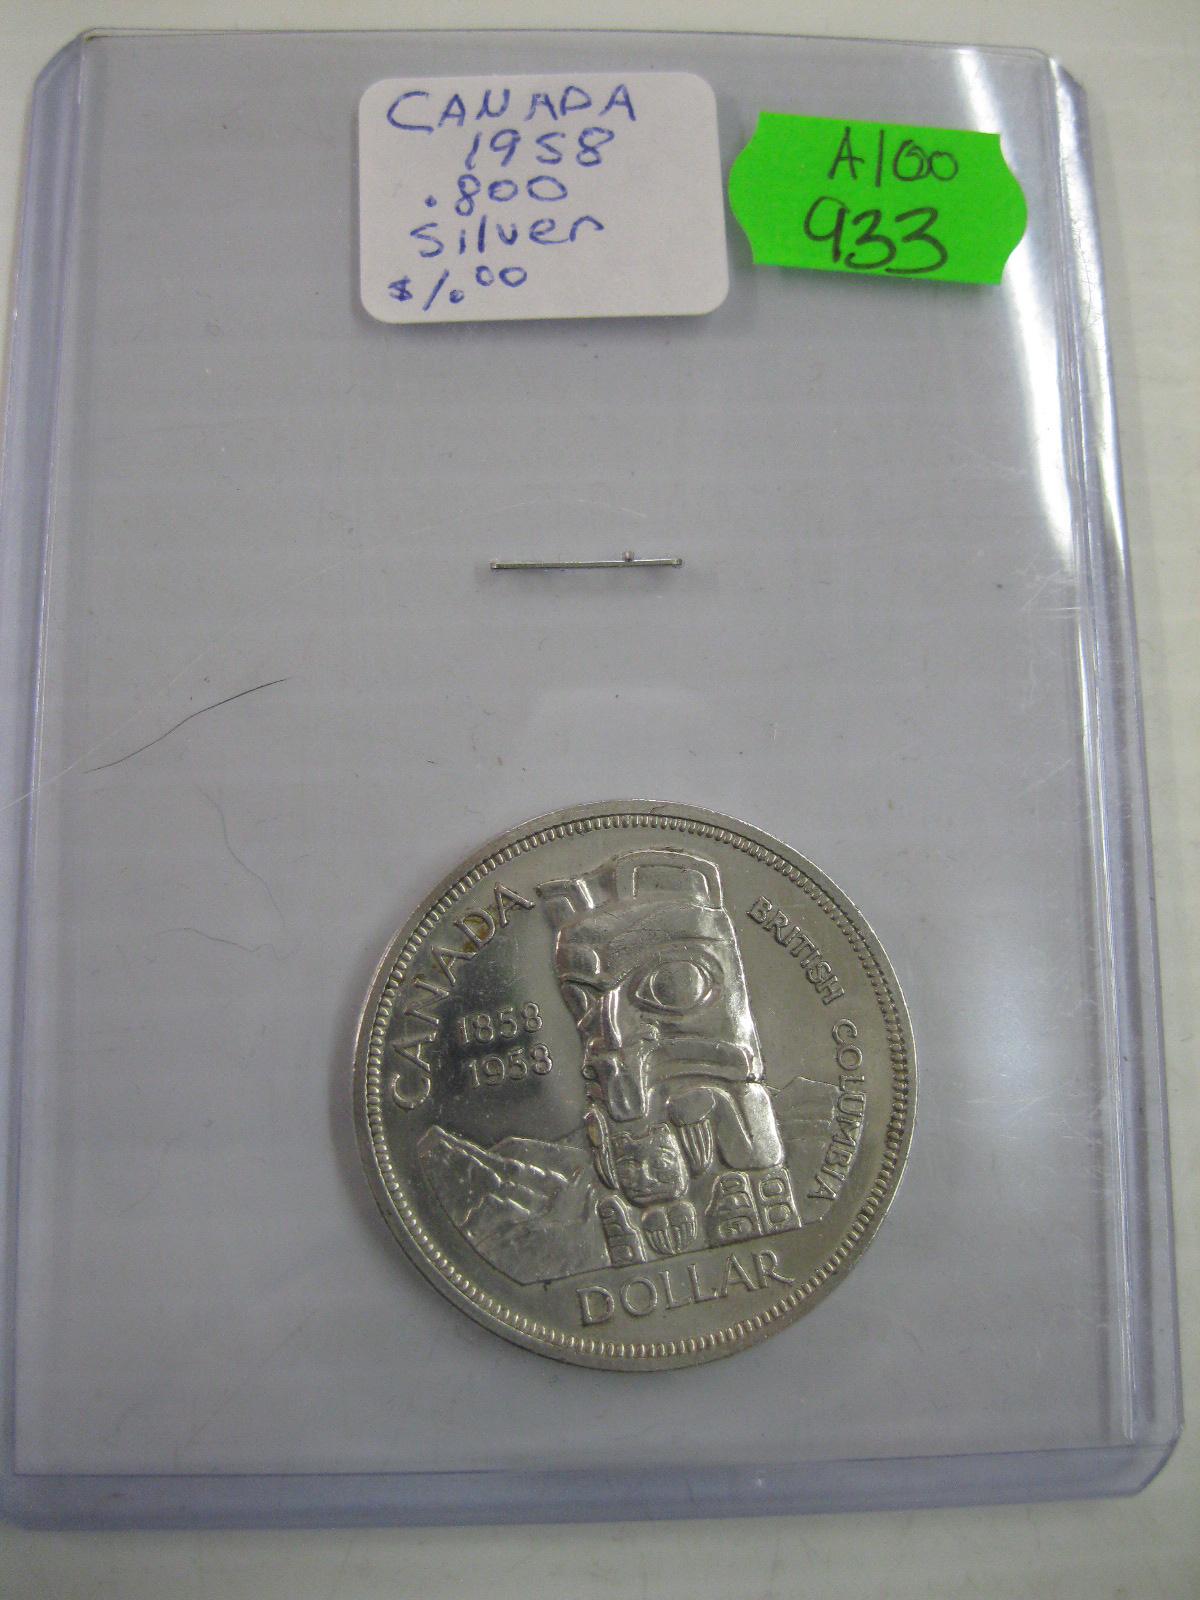 CANADA
1958
.800
Silver
$1.00
A100
933
CANADA
BRITISH COLUMBIA
1858
1958
DOLLAR